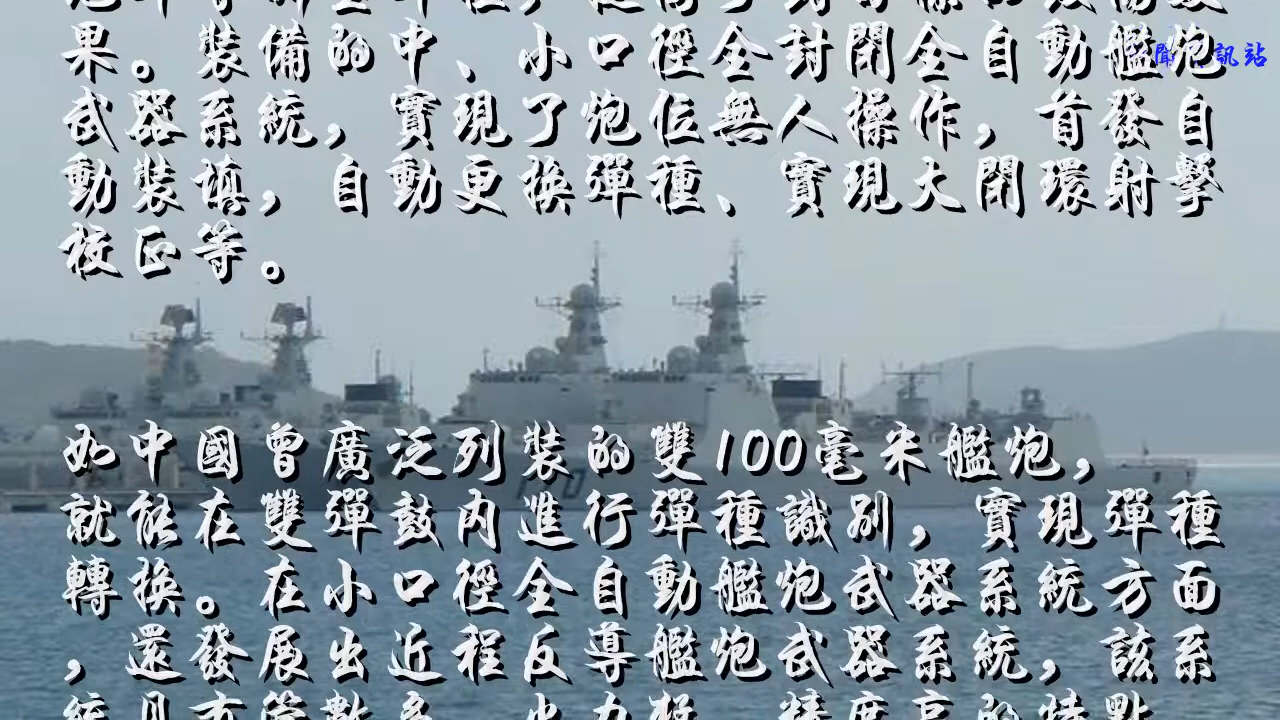 果。裝備的中、小口徑全封閉全自動艦炮
聞 訊站
武器系統，實現了炮位無人操作，首發自
動裝填，自動更換彈種、實現大閉環射擊
校正等。
如中國曾廣泛列裝的雙100毫米艦炮，
就能在雙彈鼓內進行彈種識別，實現彈種
轉換。在小口徑全自動艦炮武器系統方面
，還發展出近程反導艦炮武器系統，該系